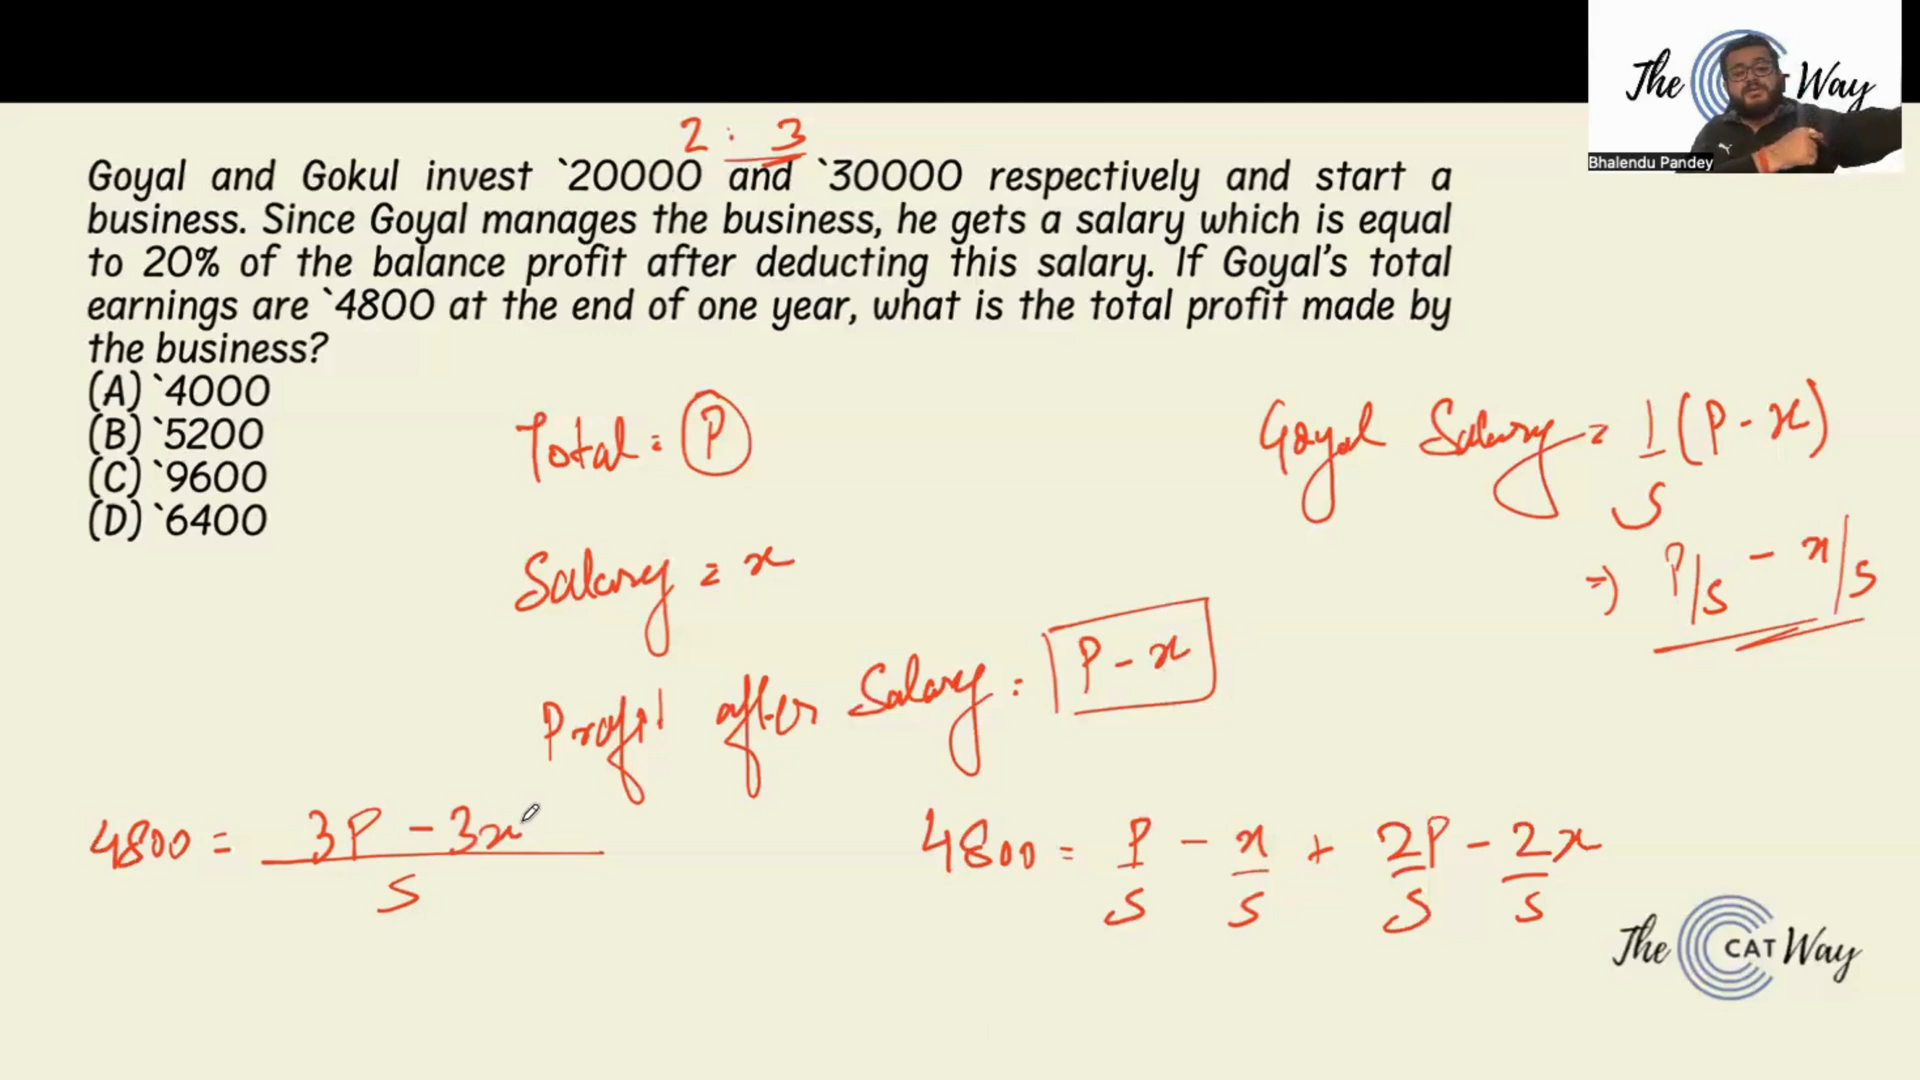 The Way
Bhalendu Pandey
2 : 3
Goyal and Gokul invest `20000 and `30000 respectively and start a
business. Since Goyal manages the business, he gets a salary which is equal
to 20% of the balance profit after deducting this salary. If Goyal's total
earnings are `4800 at the end of one year, what is the total profit made by
the business?
(A) `4000
(B) `5200
(C) `9600
(D) `6400
Total = P
Goyal Salary = 1/5 (P - x)
=> P/5 - x/5
Salary = x
Profit after Salary = P - x
4800 = 3P - 3x / 5
4800 = P/5 - x/5 + 2P/5 - 2x/5
The CAT Way